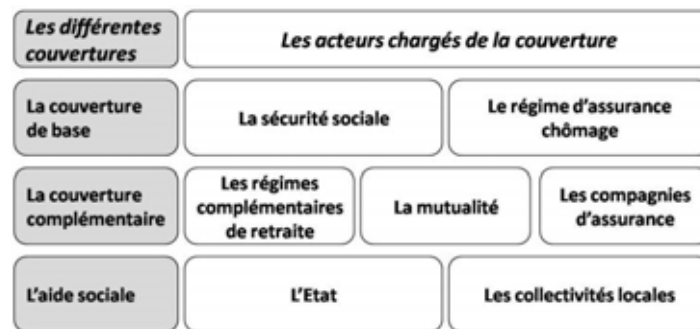 Les différentes
couvertures
Les acteurs chargés de la couverture
La couverture
de base
La sécurité sociale
Le régime d'assurance
chômage
La couverture
complémentaire
Les régimes
complémentaires
de retraite
La mutualité
Les compagnies
d'assurance
L'aide sociale
L'Etat
Les collectivités locales